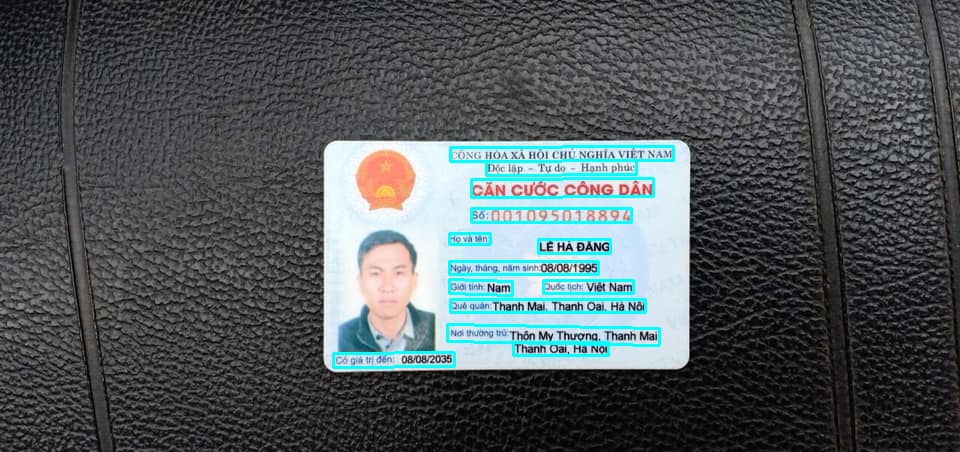 CỘNG HÒA XÃ HỘI CHỦ NGHĨA VIỆT NAM
Độc lập - Tự do - Hạnh phúc
CĂN CƯỚC CÔNG DÂN
Số: 001095018894
Họ và tên:
LÊ HÀ ĐĂNG
Ngày, tháng, năm sinh: 08/08/1995
Giới tính: Nam Quốc tịch: Việt Nam
Quê quán: Thanh Mai, Thanh Oai, Hà Nội
Nơi thường trú: Thôn My Thượng, Thanh Mai
Thanh Oai, Hà Nội
Có giá trị đến: 08/08/2035